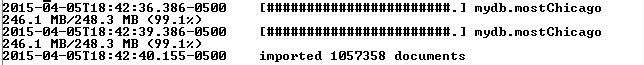 2015-04-05T18:42:36.386-0500 [#######################.] mydb.mostChicago
246.1 MB/248.3 MB (99.1%)
2015-04-05T18:42:39.386-0500 [#######################.] mydb.mostChicago
246.1 MB/248.3 MB (99.1%)
2015-04-05T18:42:40.155-0500 imported 1057358 documents